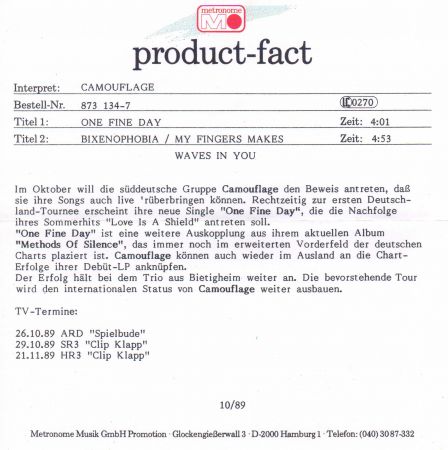 metronome
product-fact
Interpret: CAMOUFLAGE
Bestell-Nr. 873 134-7 LC 0270
Titel 1: ONE FINE DAY Zeit: 4:01
Titel 2: BIXENOPHOBIA / MY FINGERS MAKES Zeit: 4:53
WAVES IN YOU
Im Oktober will die süddeutsche Gruppe Camouflage den Beweis antreten, daß
sie ihre Songs auch live 'rüberbringen können. Rechtzeitig zur ersten Deutsch-
land-Tournee erscheint ihre neue Single "One Fine Day", die die Nachfolge
ihres Sommerhits "Love Is A Shield" antreten soll.
"One Fine Day" ist eine weitere Auskopplung aus ihrem aktuellen Album
"Methods Of Silence", das immer noch im erweiterten Vorderfeld der deutschen
Charts plaziert ist. Camouflage können auch wieder im Ausland an die Chart-
Erfolge ihrer Debüt-LP anknüpfen.
Der Erfolg hält bei dem Trio aus Bietigheim weiter an. Die bevorstehende Tour
wird den internationalen Status von Camouflage weiter ausbauen.
TV-Termine:
26.10.89 ARD "Spielbude"
29.10.89 SR3 "Clip Klapp"
21.11.89 HR3 "Clip Klapp"
10/89
Metronome Musik GmbH Promotion · Glockengießerwall 3 · D-2000 Hamburg 1 · Telefon: (040) 30 87-332